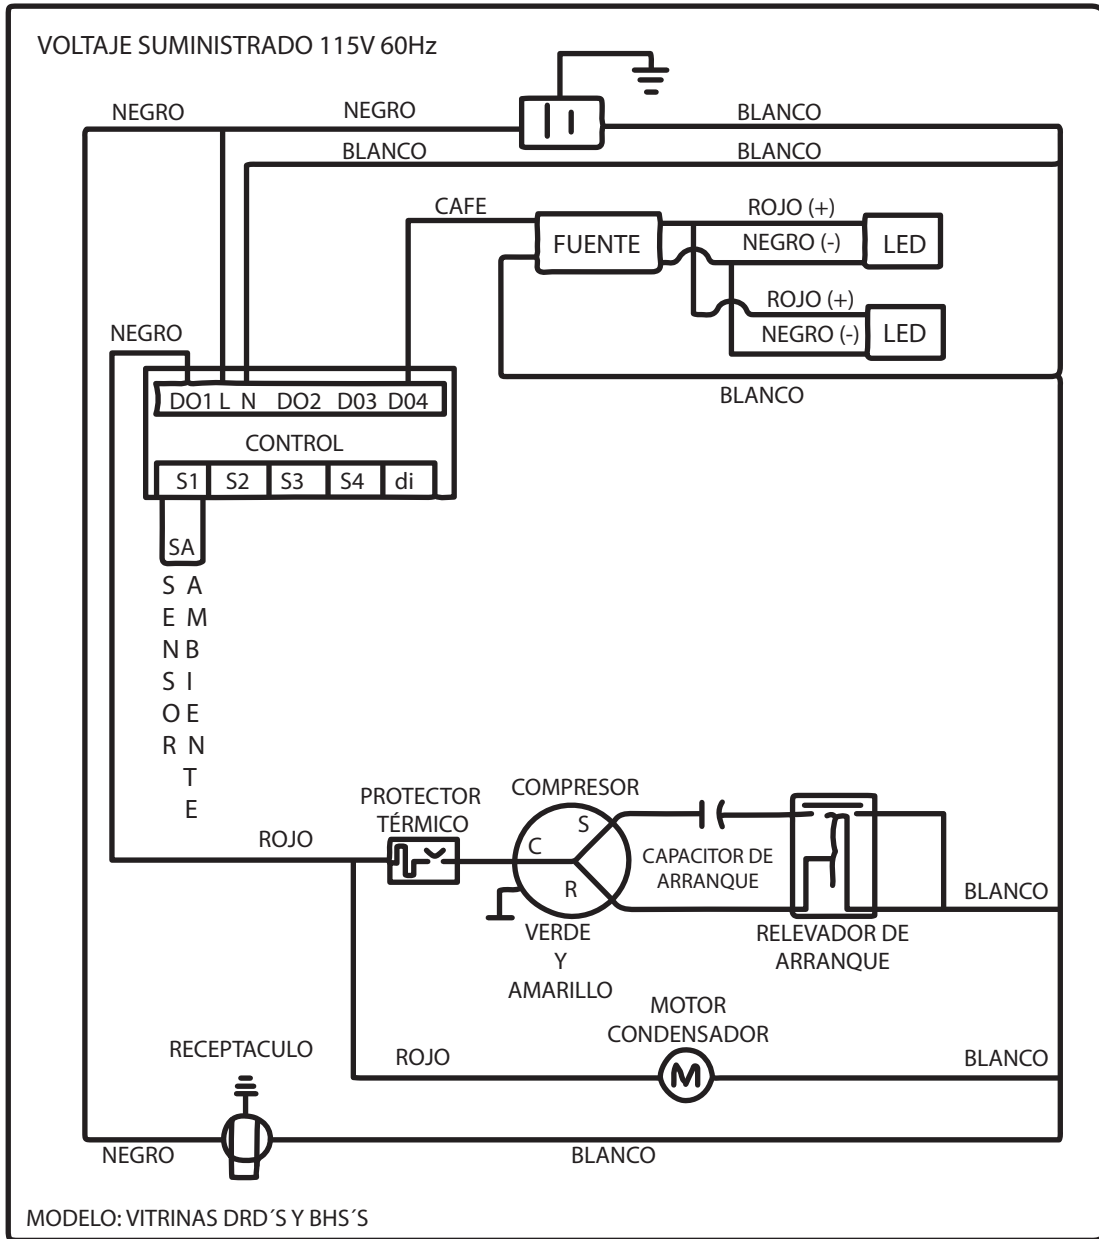 VOLTAJE SUMINISTRADO 115V 60Hz
NEGRO
NEGRO
BLANCO
BLANCO
BLANCO
CAFE
ROJO (+)
FUENTE
NEGRO (-)
LED
ROJO (+)
NEGRO (-)
LED
NEGRO
BLANCO
DO1 L N DO2 D03 D04
CONTROL
S1 S2 S3 S4 di
SA
SENSOR
AMBIENTE
PROTECTOR
TÉRMICO
COMPRESOR
ROJO
S
C
R
CAPACITOR DE
ARRANQUE
BLANCO
VERDE
Y
AMARILLO
RELEVADOR DE
ARRANQUE
MOTOR
CONDENSADOR
RECEPTACULO
ROJO
M
BLANCO
NEGRO
BLANCO
MODELO: VITRINAS DRD´S Y BHS´S